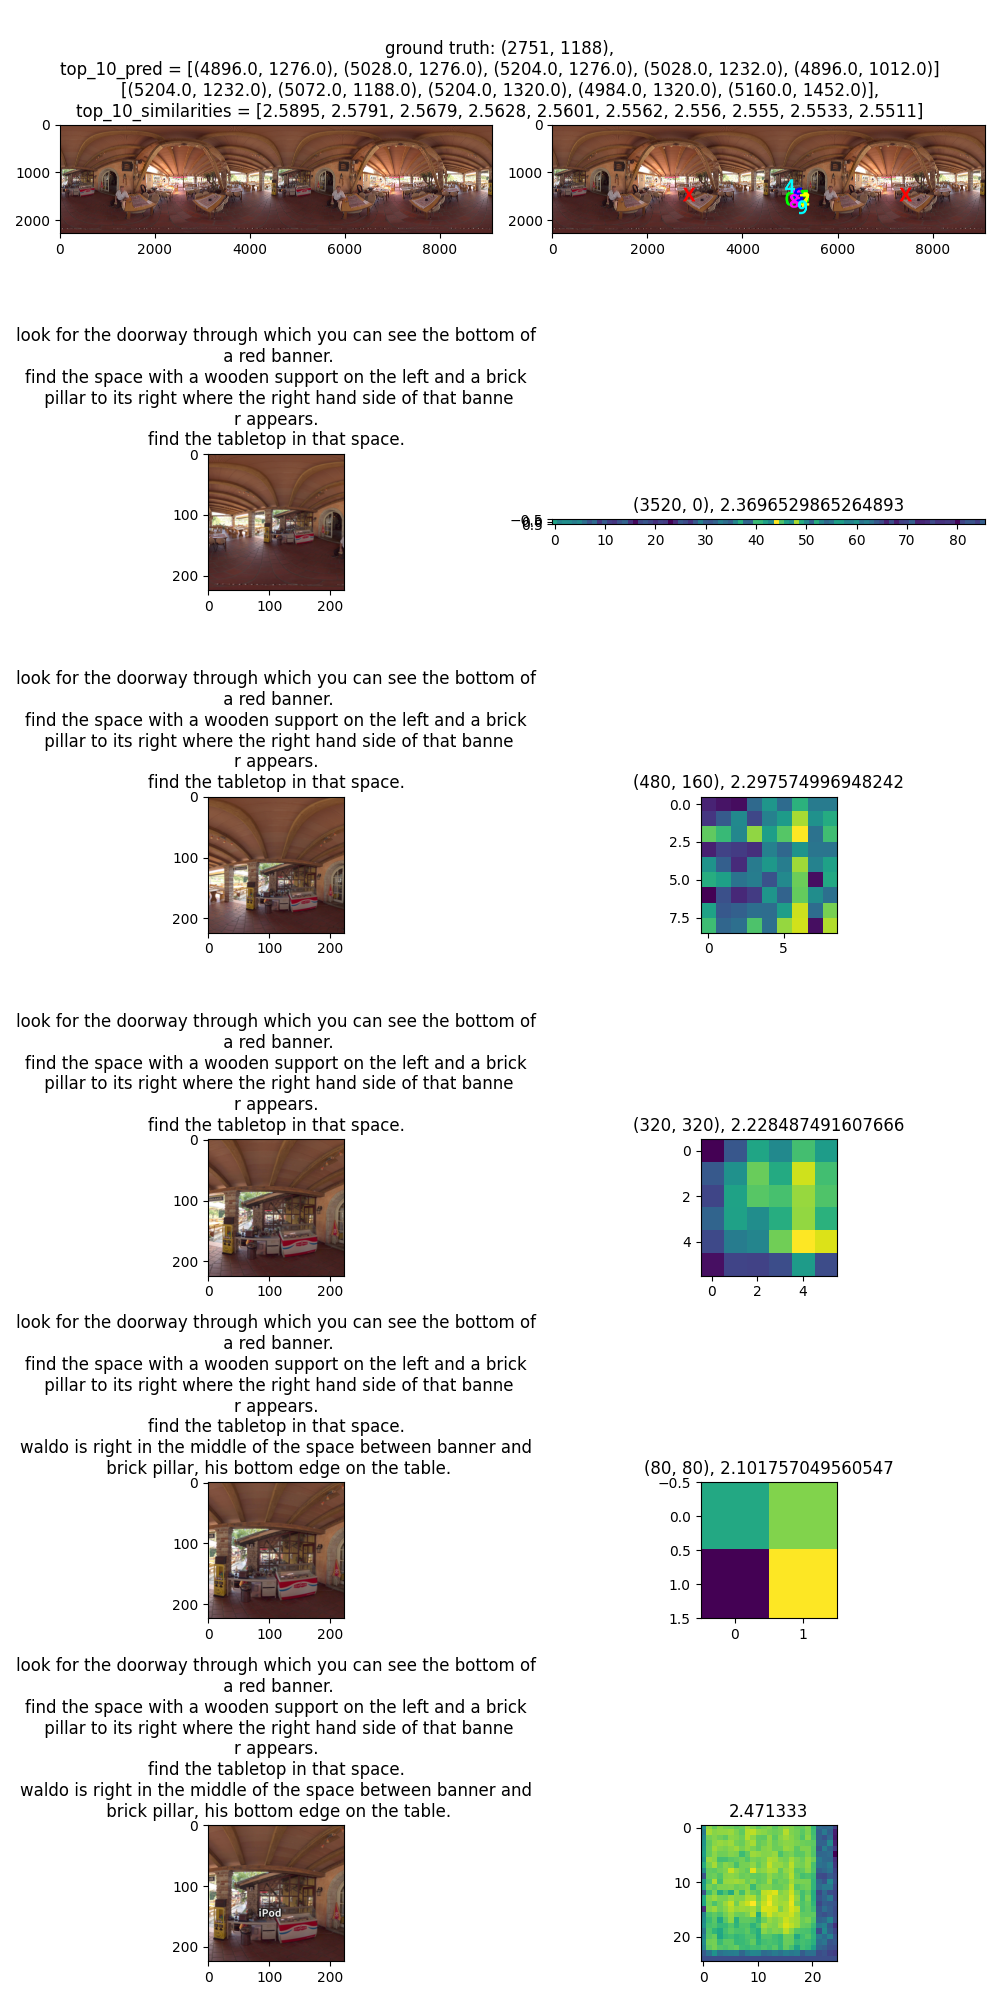 ground truth: (2751, 1188),
top_10_pred = [(4896.0, 1276.0), (5028.0, 1276.0), (5204.0, 1276.0), (5028.0, 1232.0), (4896.0, 1012.0)]
[(5204.0, 1232.0), (5072.0, 1188.0), (5204.0, 1320.0), (4984.0, 1320.0), (5160.0, 1452.0)],
top_10_similarities = [2.5895, 2.5791, 2.5679, 2.5628, 2.5601, 2.5562, 2.556, 2.555, 2.5533, 2.5511]
0
1000
2000
0 2000 4000 6000 8000
0
1000
2000
X 4 8 9 X
0 2000 4000 6000 8000
look for the doorway through which you can see the bottom of
a red banner.
find the space with a wooden support on the left and a brick
pillar to its right where the right hand side of that banne
r appears.
find the tabletop in that space.
0
100
200
0 100 200
(3520, 0), 2.3696529865264893
−0.5
0 10 20 30 40 50 60 70 80
look for the doorway through which you can see the bottom of
a red banner.
find the space with a wooden support on the left and a brick
pillar to its right where the right hand side of that banne
r appears.
find the tabletop in that space.
0
100
200
0 100 200
(480, 160), 2.297574996948242
0.0
2.5
5.0
7.5
0 5
look for the doorway through which you can see the bottom of
a red banner.
find the space with a wooden support on the left and a brick
pillar to its right where the right hand side of that banne
r appears.
find the tabletop in that space.
0
100
200
0 100 200
(320, 320), 2.228487491607666
0
2
4
0 2 4
look for the doorway through which you can see the bottom of
a red banner.
find the space with a wooden support on the left and a brick
pillar to its right where the right hand side of that banne
r appears.
find the tabletop in that space.
waldo is right in the middle of the space between banner and
brick pillar, his bottom edge on the table.
0
100
200
0 100 200
(80, 80), 2.101757049560547
−0.5
0.0
0.5
1.0
1.5
0 1
look for the doorway through which you can see the bottom of
a red banner.
find the space with a wooden support on the left and a brick
pillar to its right where the right hand side of that banne
r appears.
find the tabletop in that space.
waldo is right in the middle of the space between banner and
brick pillar, his bottom edge on the table.
0
100
200
iPod
0 100 200
2.471333
0
10
20
0 10 20